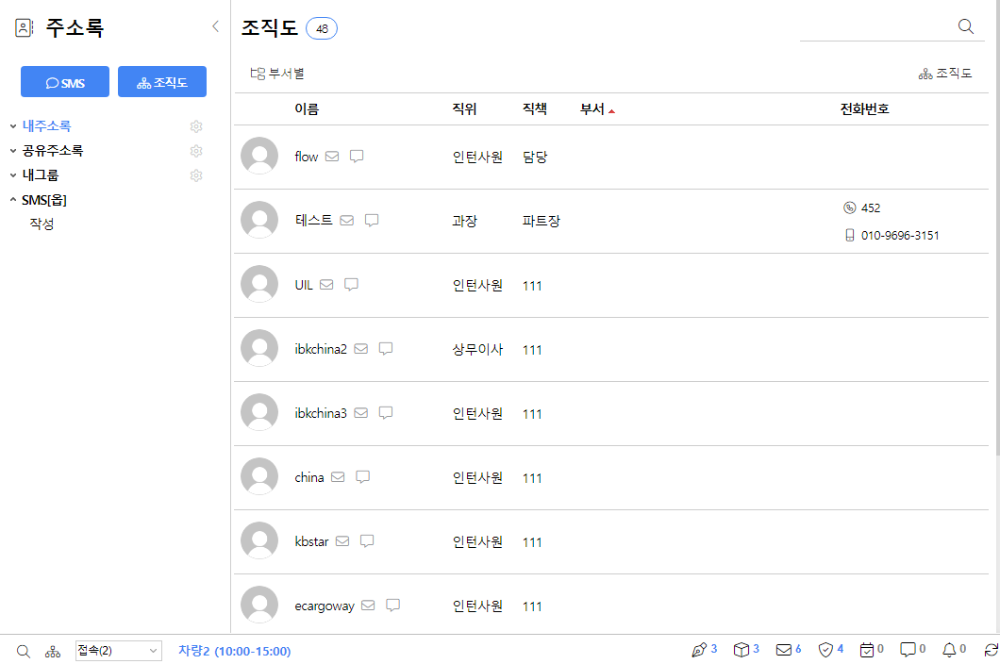 주소록
SMS 조직도
내주소록
공유주소록
내그룹
SMS[옵]
작성
조직도 48
부서별 조직도
이름 직위 직책 부서 전화번호
flow 인턴사원 담당
테스트 과장 파트장 452
010-9696-3151
UIL 인턴사원 111
ibkchina2 상무이사 111
ibkchina3 인턴사원 111
china 인턴사원 111
kbstar 인턴사원 111
ecargoway 인턴사원 111
접속(2) 차량2 (10:00-15:00) 3 3 6 4 0 0 0